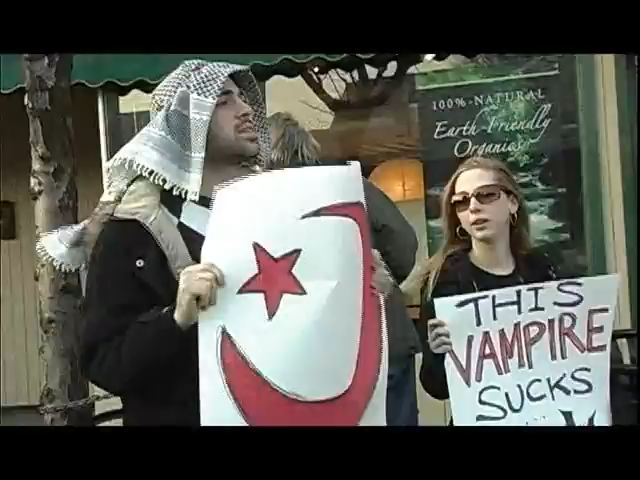 100%-NATURAL
Earth-Friendly
Organics
THIS
VAMPIRE
SUCKS